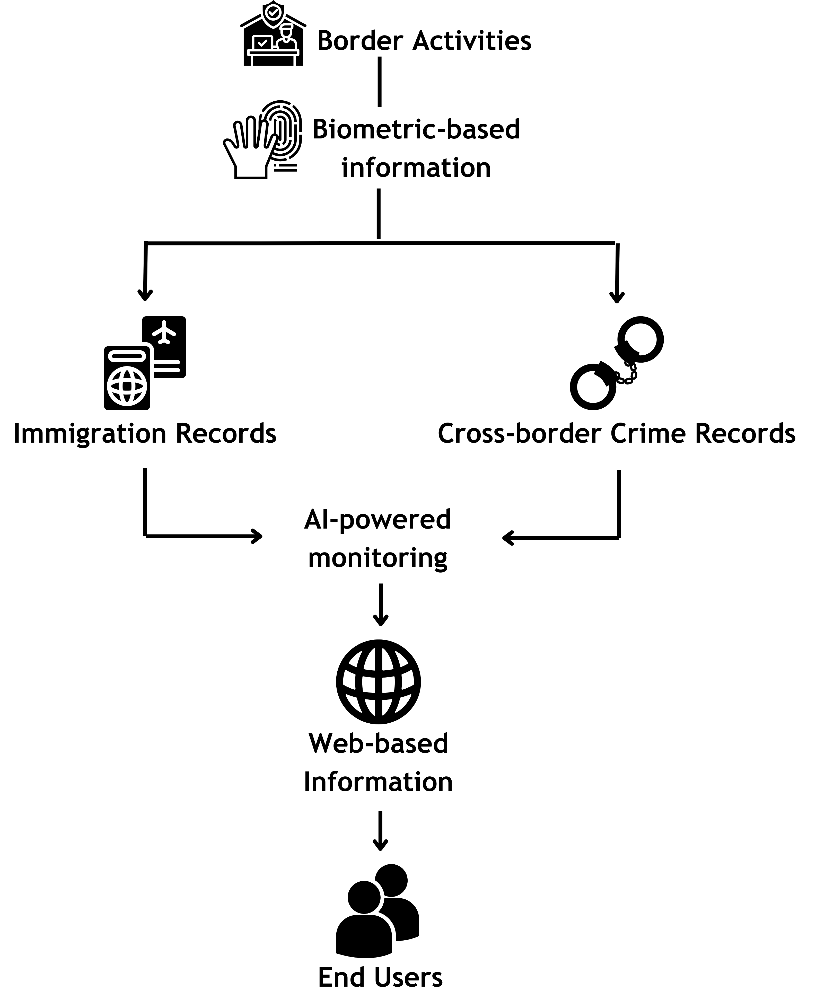 Border Activities
Biometric-based
information
Immigration Records
Cross-border Crime Records
AI-powered
monitoring
Web-based
Information
End Users